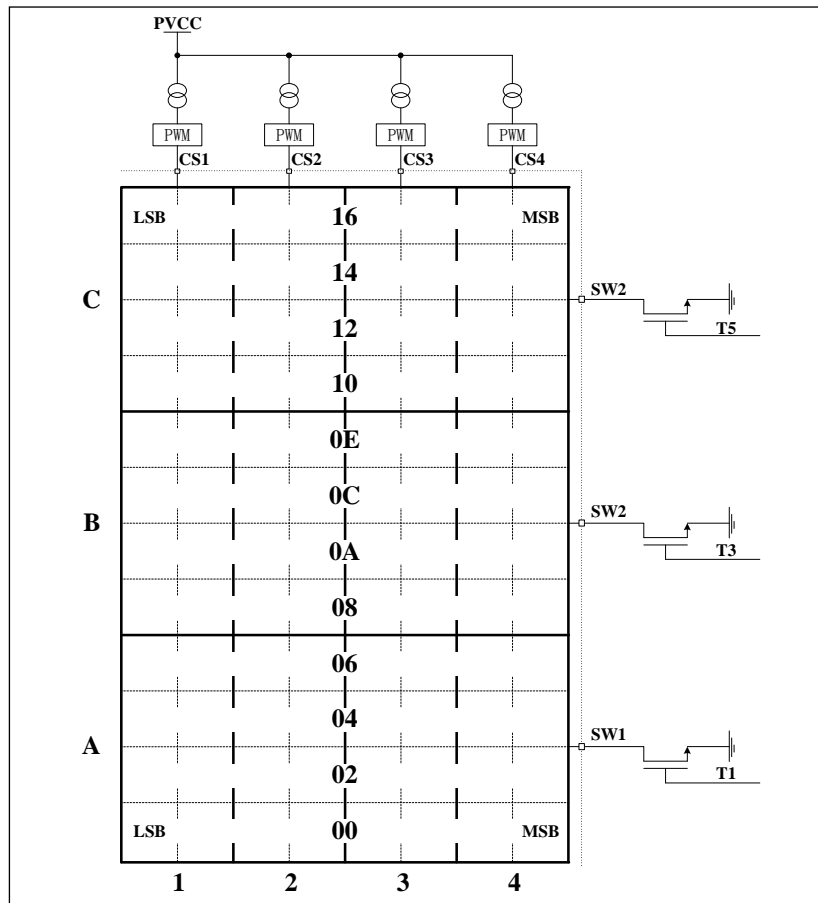 PVCC
PWM PWM PWM PWM
CS1 CS2 CS3 CS4
LSB 16 MSB
14
C SW2
12 T5
10
0E
0C
B SW2
0A T3
08
06
04
A SW1
02 T1
LSB 00 MSB
1 2 3 4